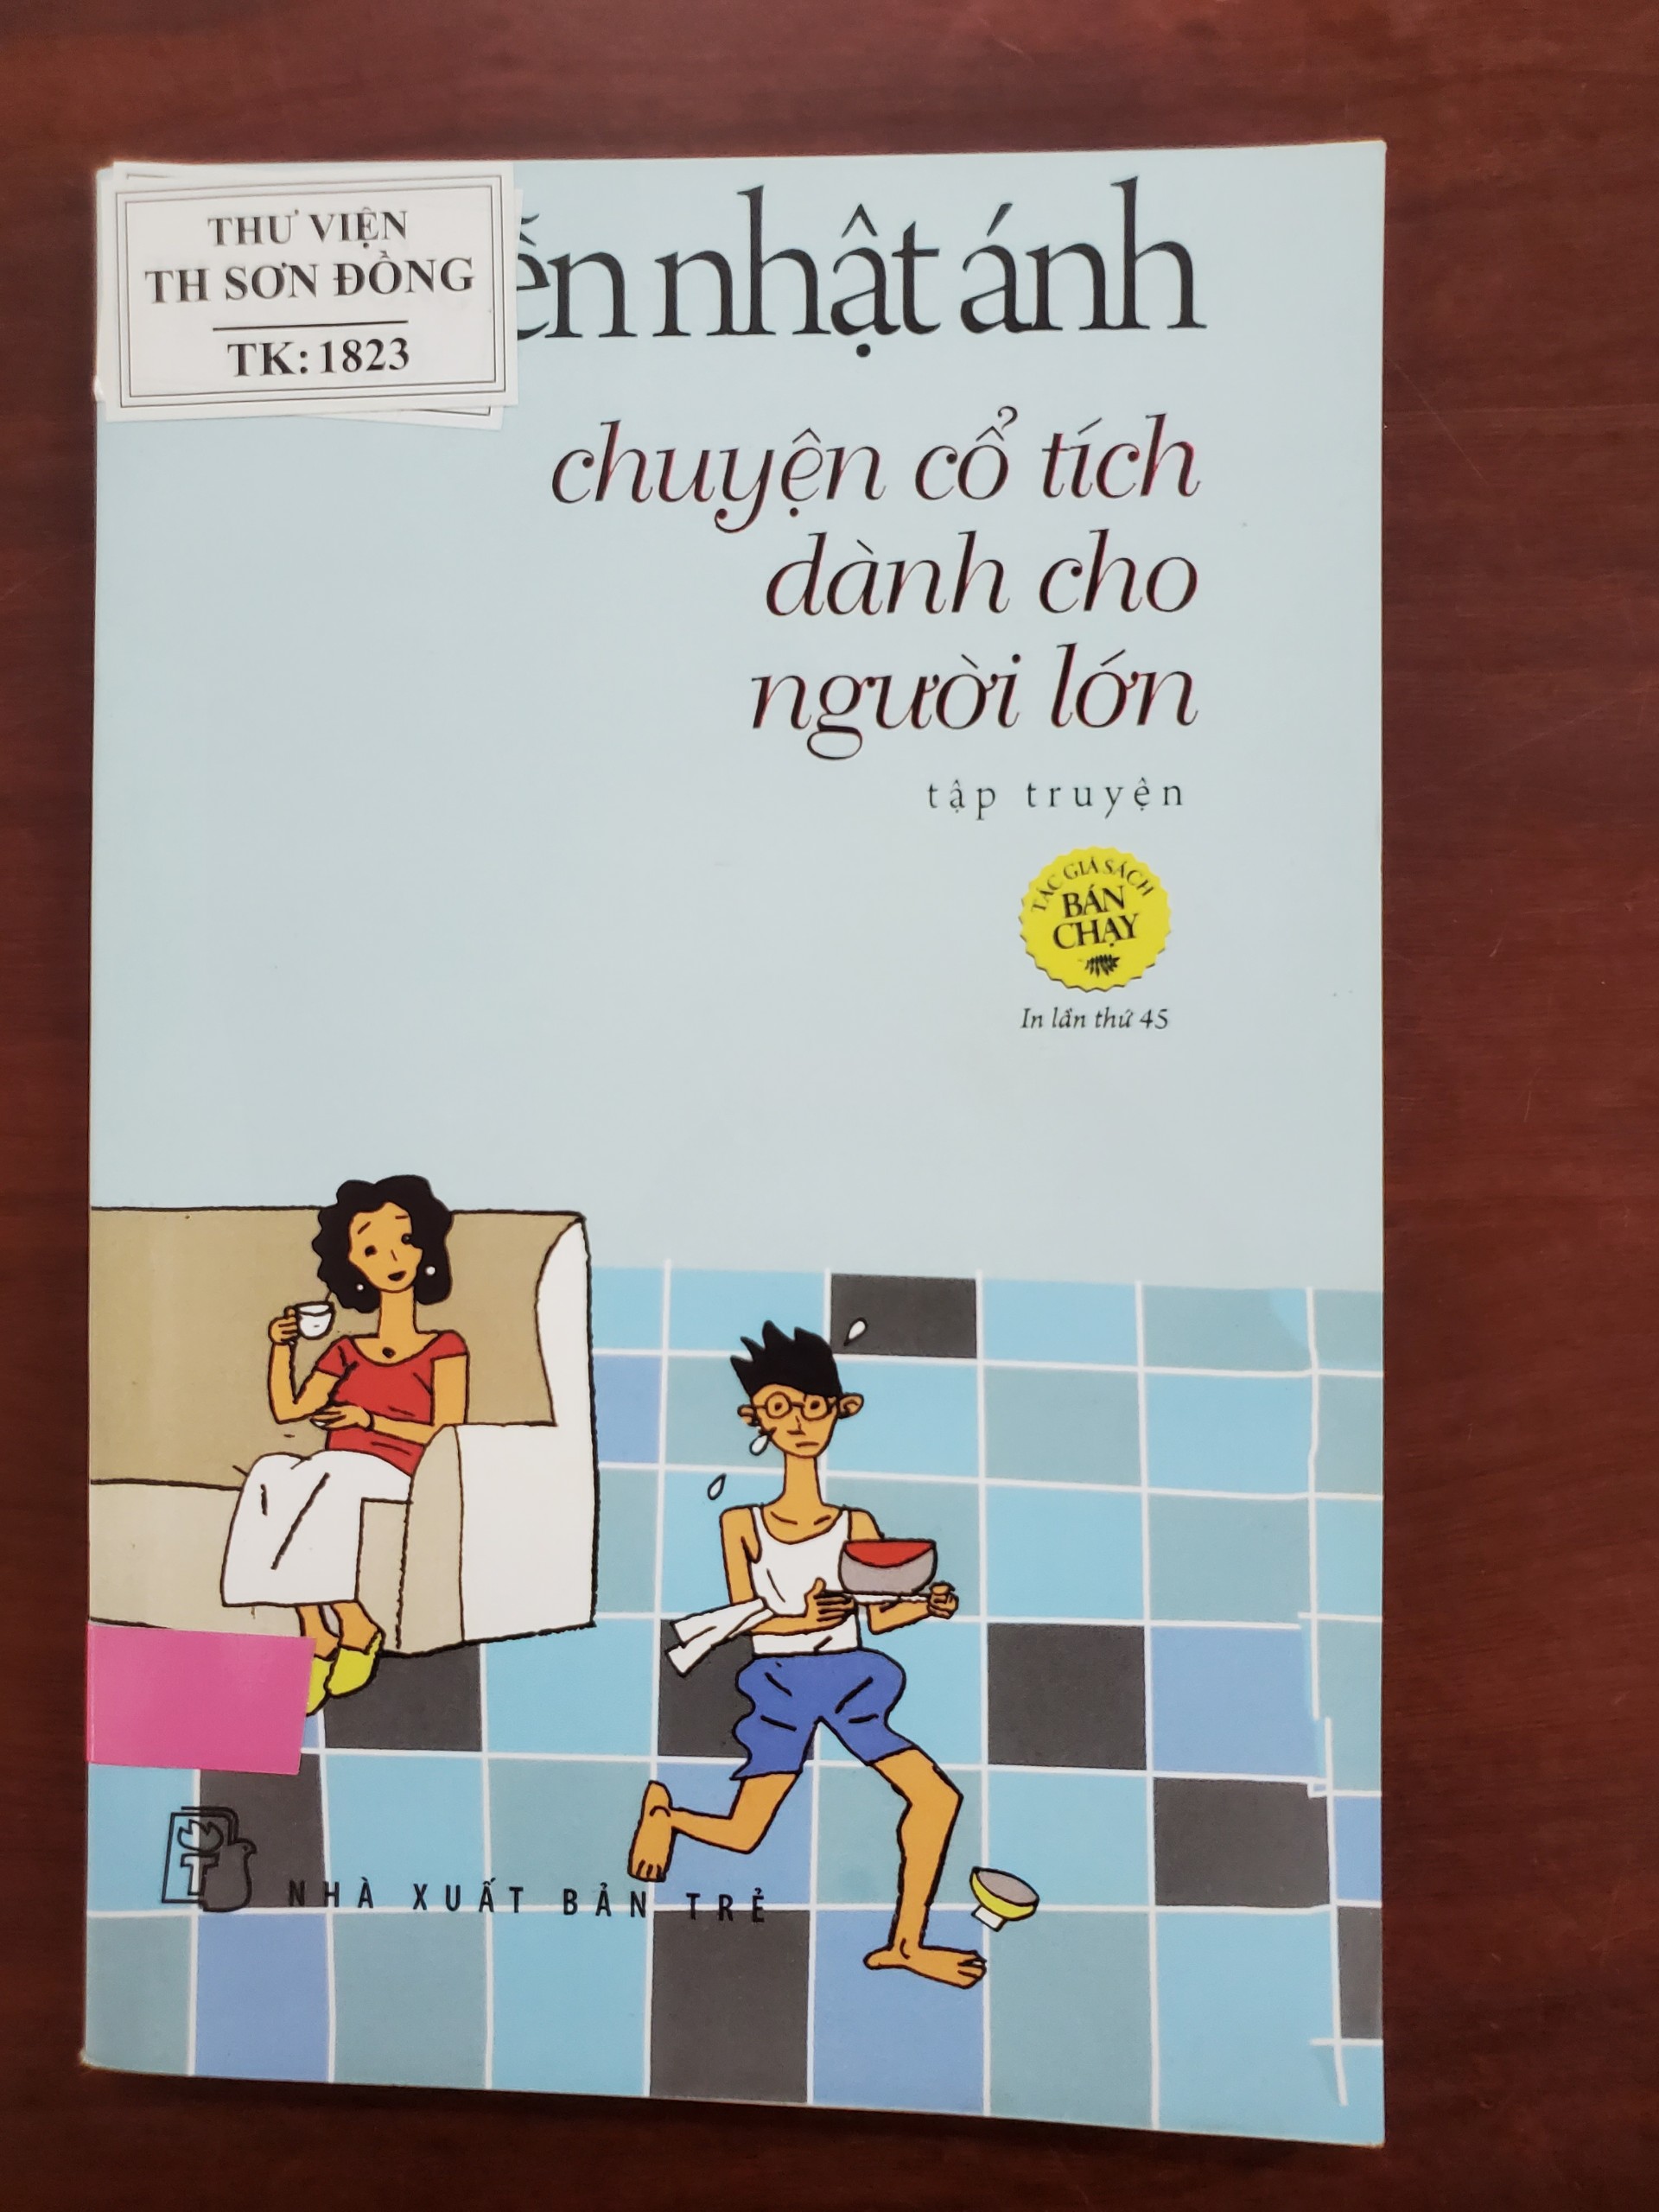 THƯ VIỆN
TH SƠN ĐỒNG
TK: 1823
ễn nhật ánh
chuyện cổ tích
dành cho
người lớn
tập truyện
TÁC GIẢ SÁCH
BÁN
CHẠY
In lần thứ 45
NHÀ XUẤT BẢN TRẺ